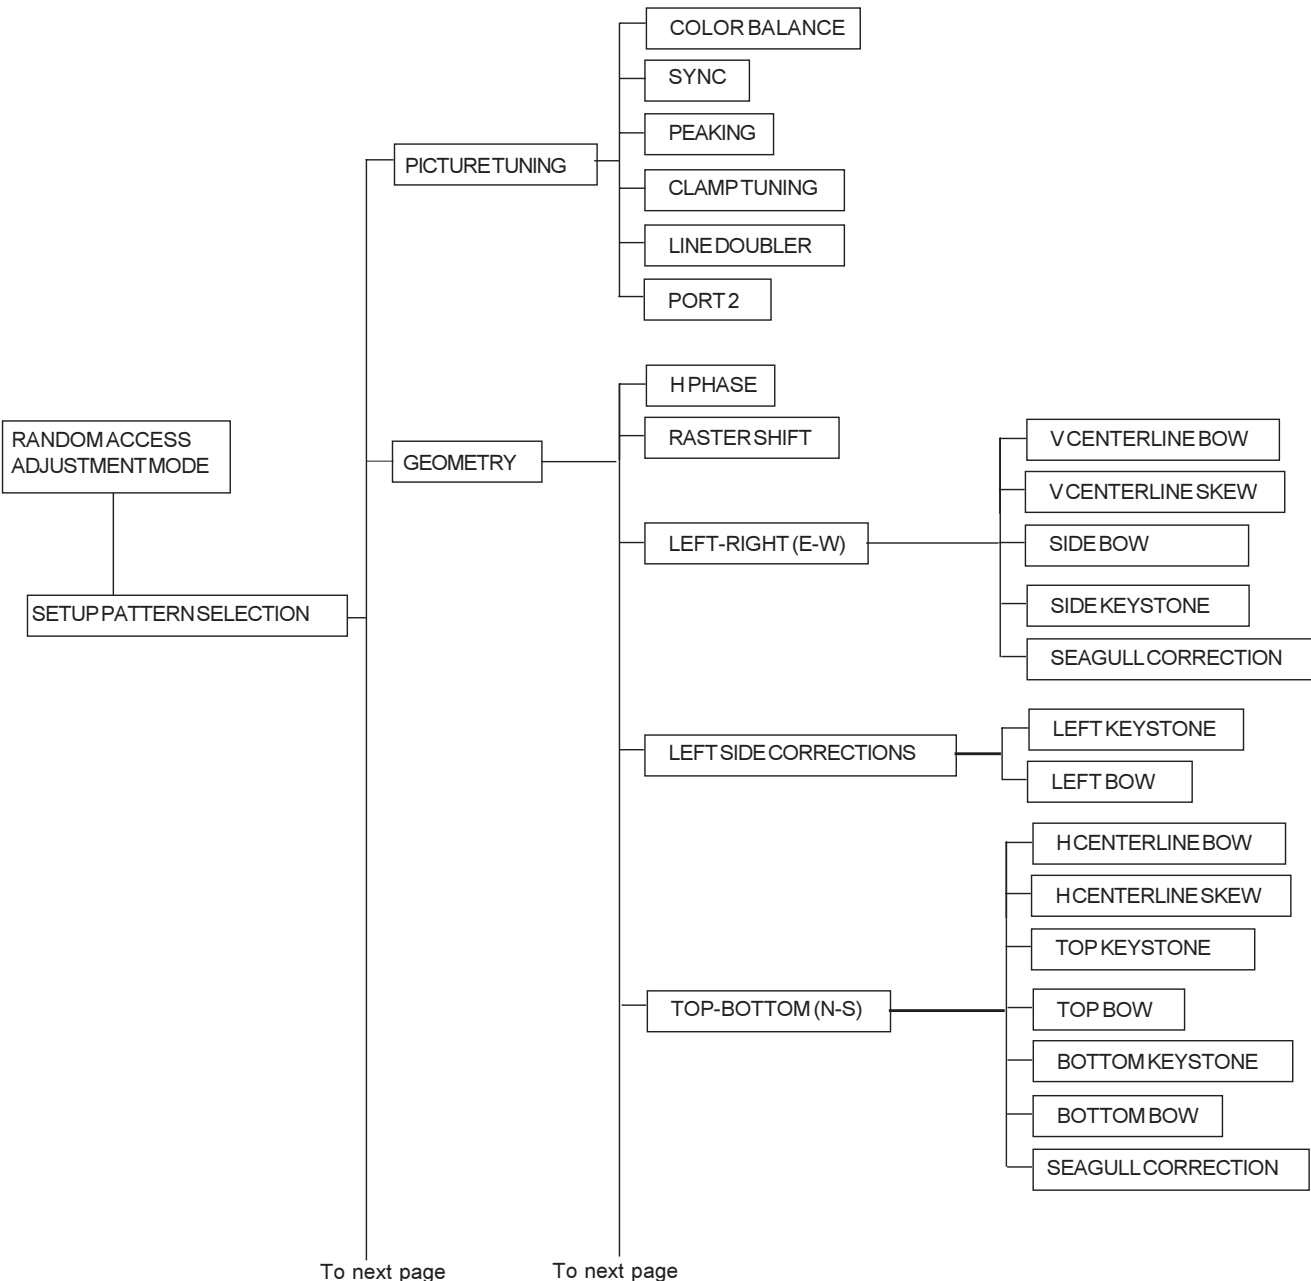 COLOR BALANCE
SYNC
PEAKING
PICTURE TUNING
CLAMP TUNING
LINE DOUBLER
PORT 2
H PHASE
RASTER SHIFT
RANDOM ACCESS
ADJUSTMENT MODE
GEOMETRY
V CENTERLINE BOW
V CENTERLINE SKEW
LEFT-RIGHT (E-W)
SIDE BOW
SIDE KEYSTONE
SETUP PATTERN SELECTION
SEAGULL CORRECTION
LEFT SIDE CORRECTIONS
LEFT KEYSTONE
LEFT BOW
H CENTERLINE BOW
H CENTERLINE SKEW
TOP KEYSTONE
TOP-BOTTOM (N-S)
TOP BOW
BOTTOM KEYSTONE
BOTTOM BOW
SEAGULL CORRECTION
To next page
To next page